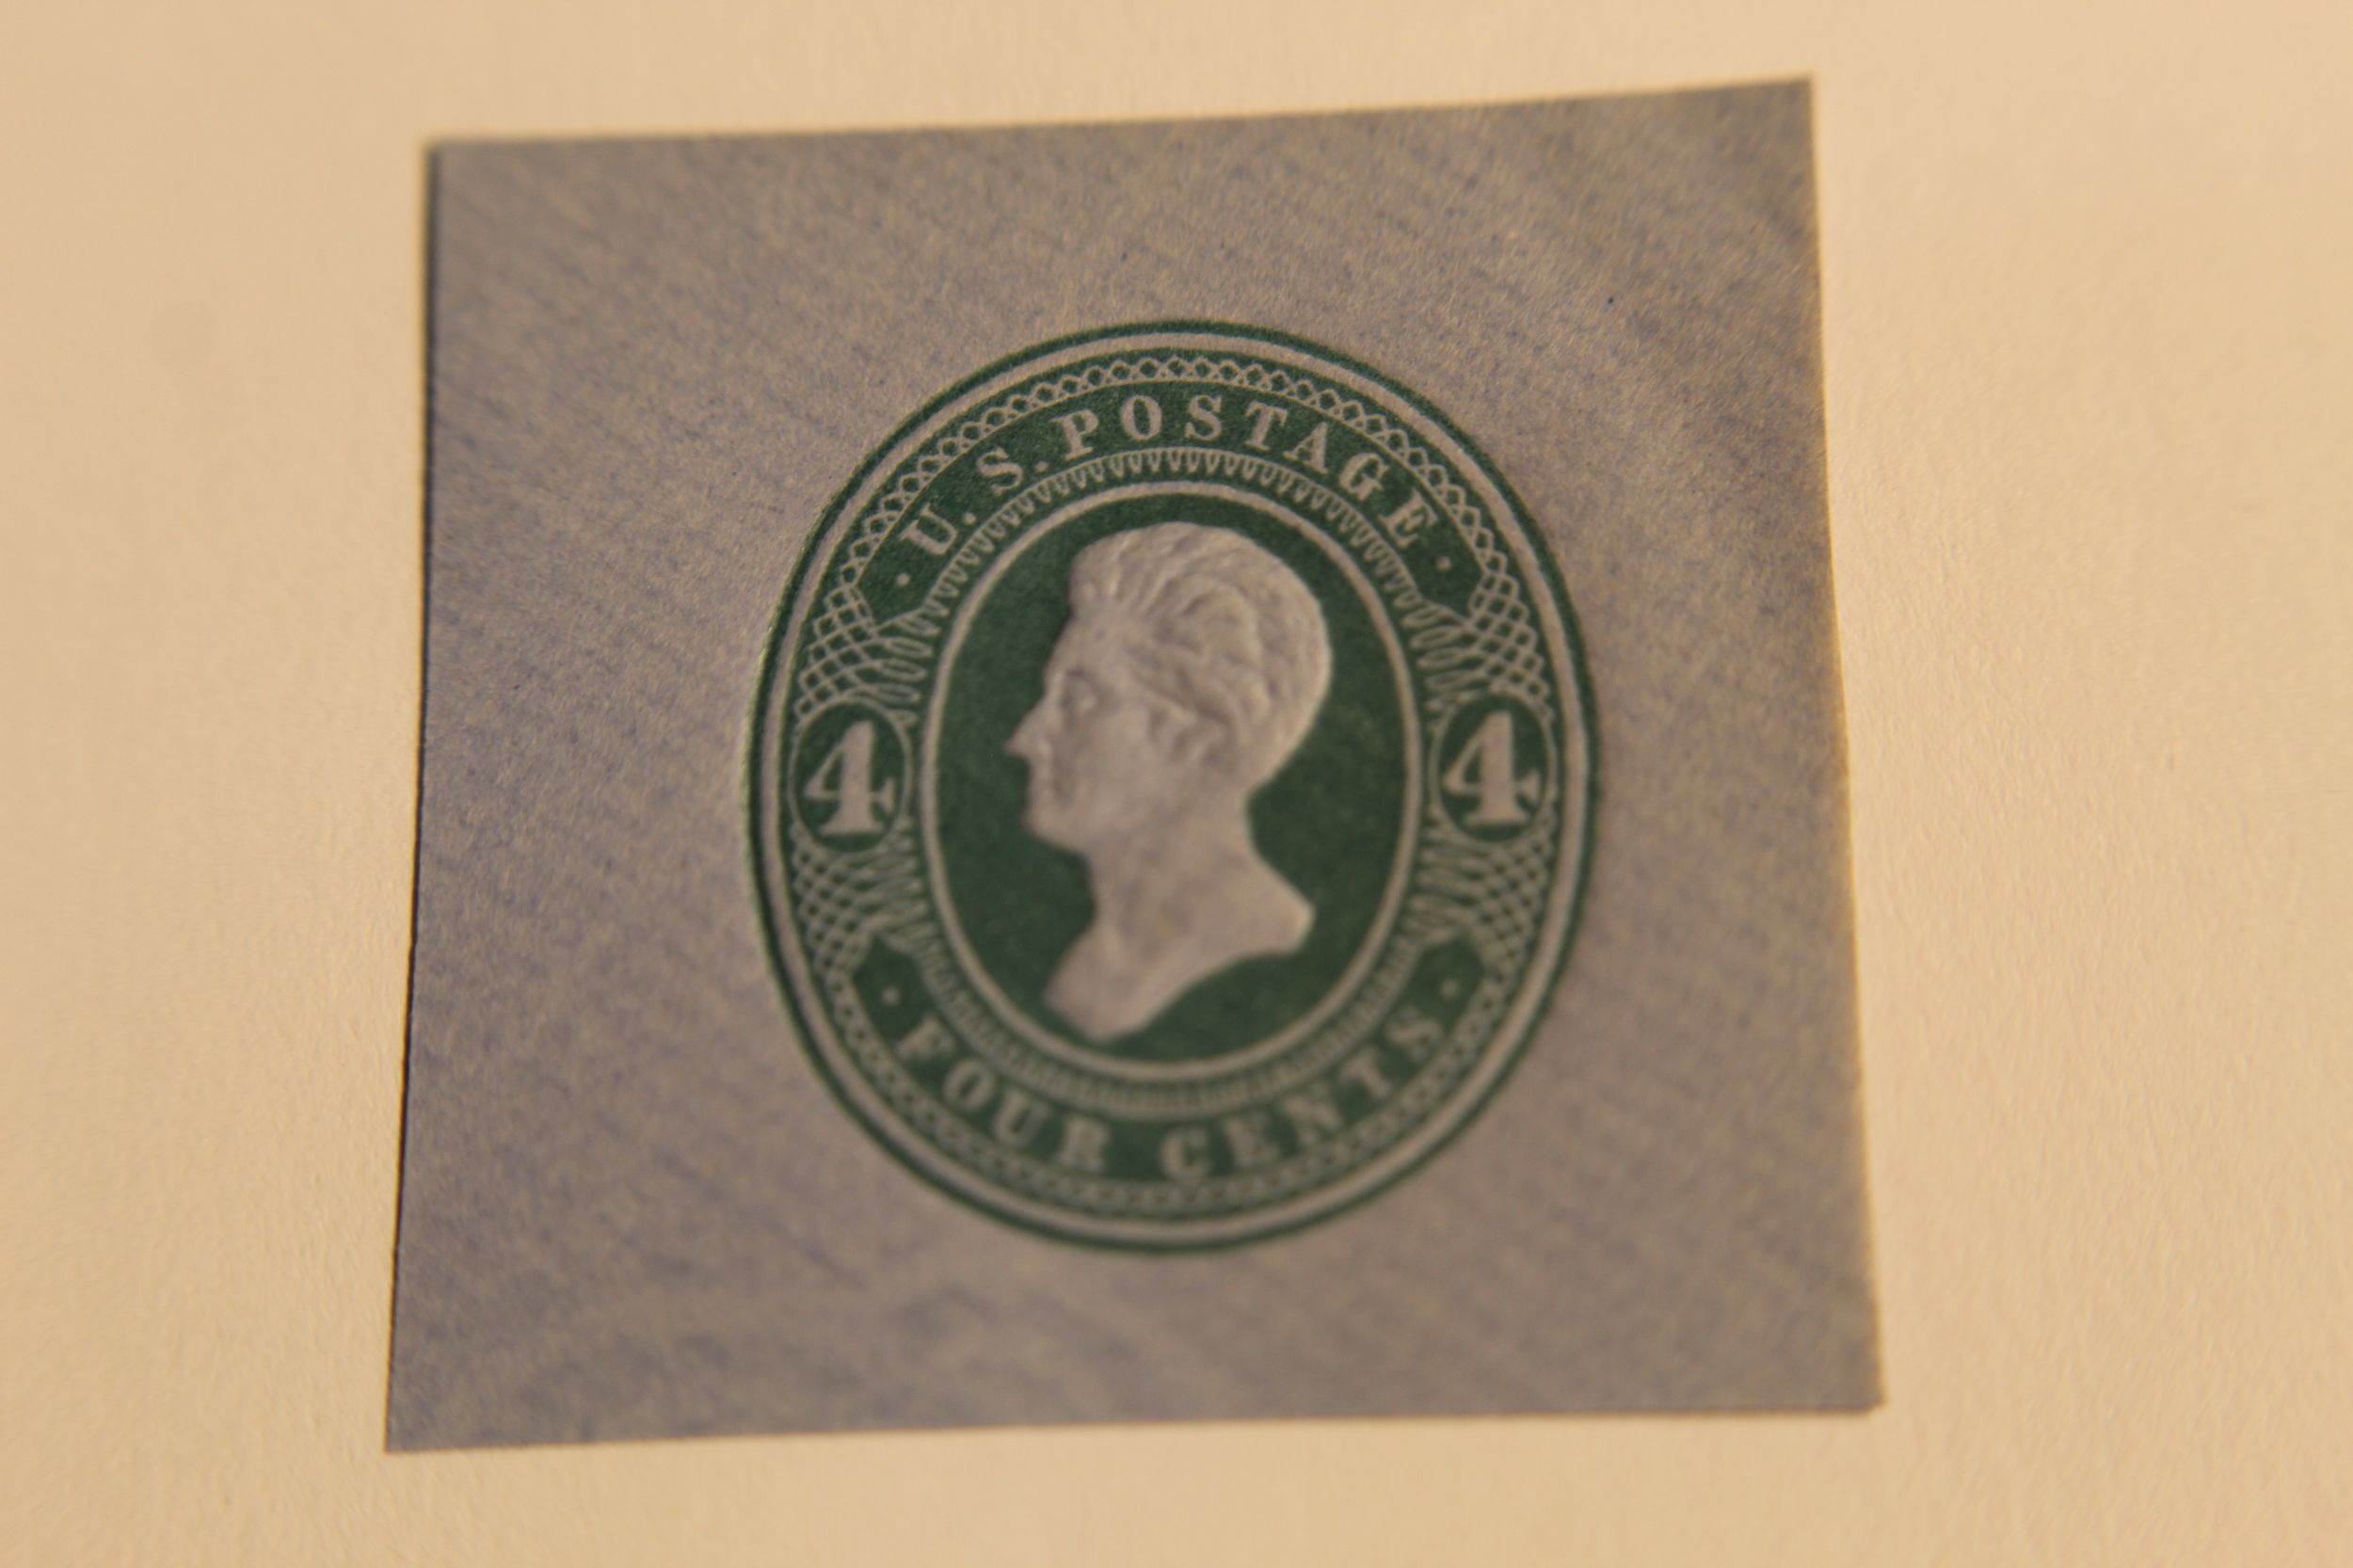 · U. S. POSTAGE ·
4 4
· FOUR CENTS ·